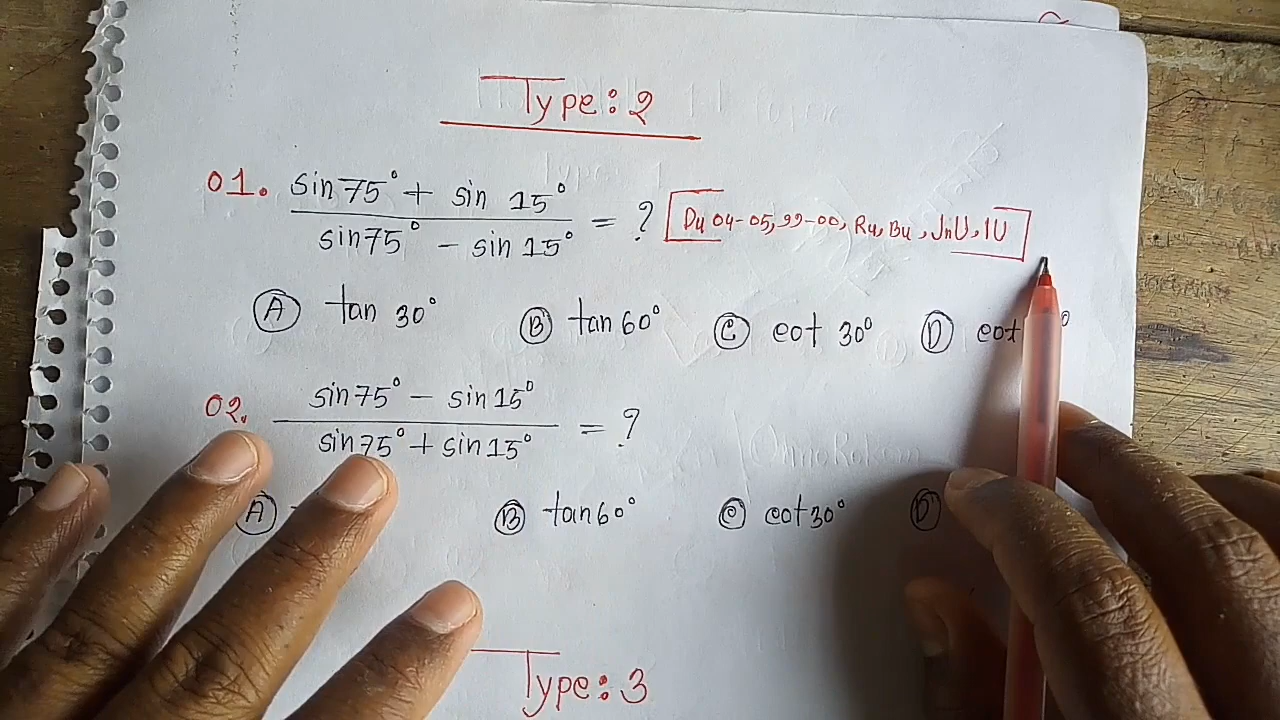 Type: 2
01. sin 75° + sin 15° / sin 75° - sin 15° = ? [Du 04-05, 99-00, Ru, Bu, JnU, IU]
Ⓐ tan 30° Ⓑ tan 60° Ⓒ cot 30° Ⓓ cot
02. sin 75° - sin 15° / sin 75° + sin 15° = ?
Ⓐ Ⓑ tan 60° Ⓒ cot 30° Ⓓ
Type: 3